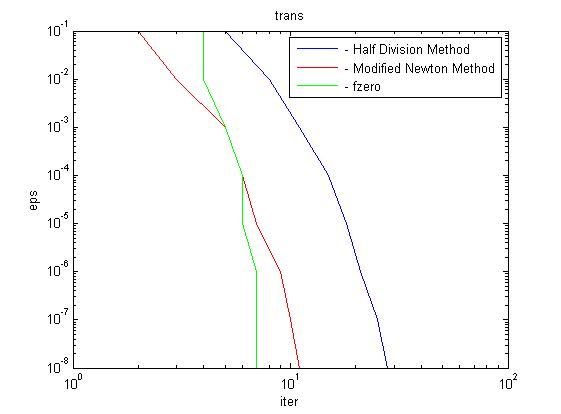 trans
10^-1
- Half Division Method
- Modified Newton Method
- fzero
10^-2
10^-3
10^-4
eps
10^-5
10^-6
10^-7
10^-8
10^0
10^1
10^2
iter